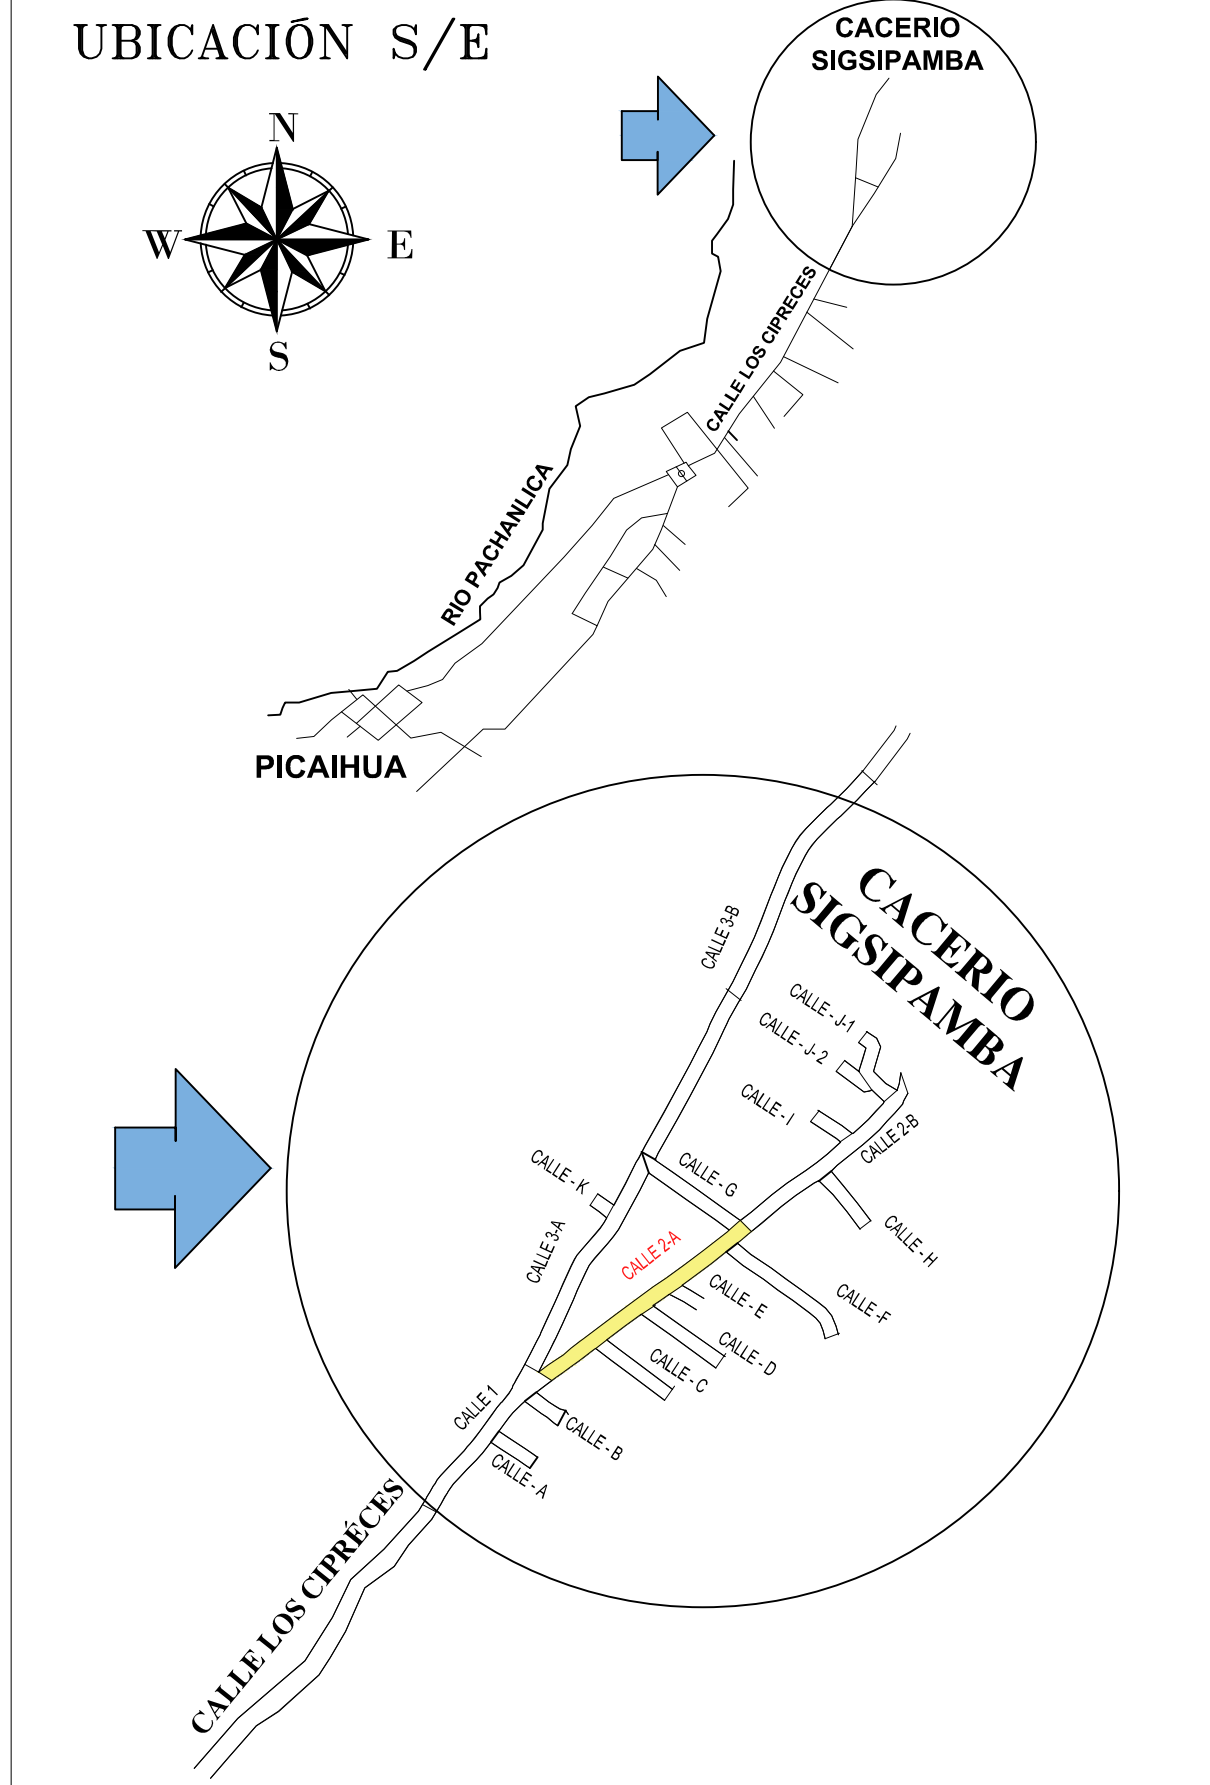 UBICACIÓN S/E
CACERIO
SIGSIPAMBA
N
W
E
S
CALLE LOS CIPRECES
RIO PACHANLICA
PICAIHUA
CACERIO
SIGSIPAMBA
CALLE 3-B
CALLE - J-1
CALLE - J- 2
CALLE - I
CALLE 2-B
CALLE - K
CALLE - G
CALLE 3-A
CALLE 2-A
CALLE - H
CALLE - E
CALLE -F
CALLE - D
CALLE - C
CALLE 1
CALLE - B
CALLE - A
CALLE LOS CIPRÉCES